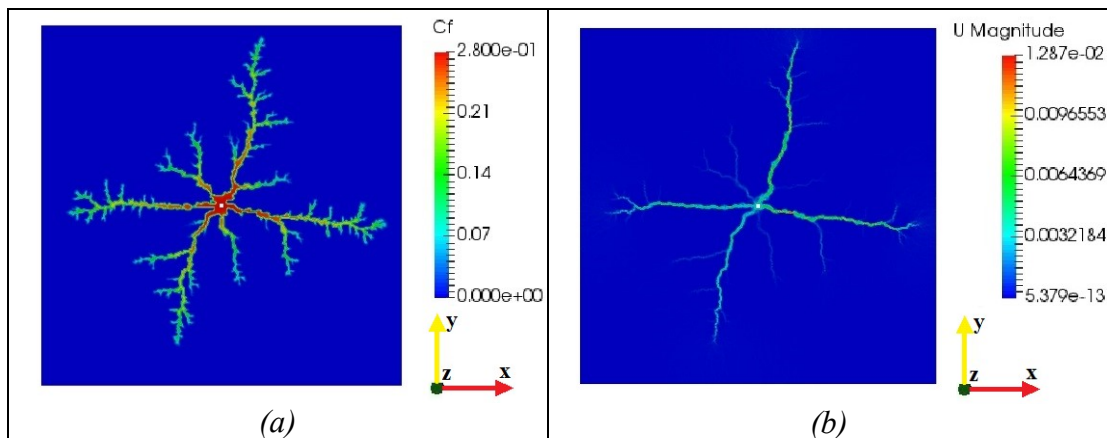 Cf
2.800e-01
0.21
0.14
0.07
0.000e+00
y
z
x
(a)
U Magnitude
1.287e-02
0.0096553
0.0064369
0.0032184
5.379e-13
y
z
x
(b)